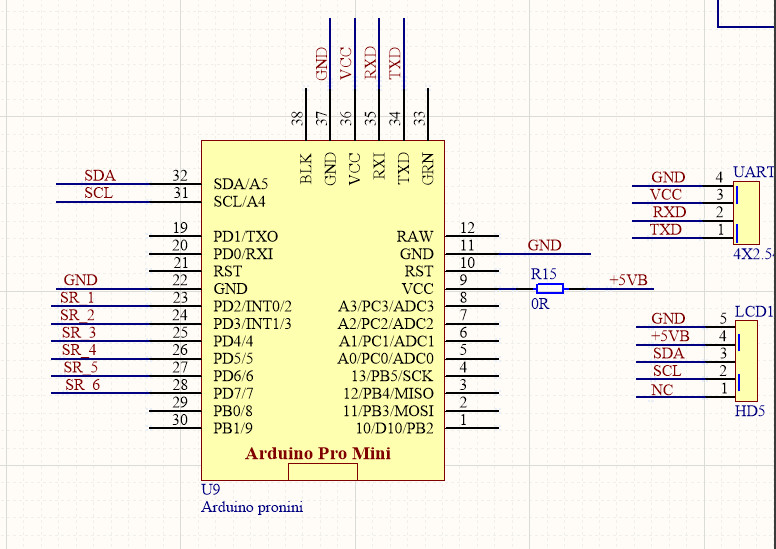 GND VCC RXD TXD
38 37 36 35 34 33
BLK GND VCC RXI TXD GRN
SDA 32 SDA/A5
SCL 31 SCL/A4
19 PD1/TXO RAW 12
20 PD0/RXI GND 11 GND
21 RST RST 10
GND 22 GND VCC 9 R15 +5VB
0R
SR_1 23 PD2/INT0/2 A3/PC3/ADC3 8
SR_2 24 PD3/INT1/3 A2/PC2/ADC2 7
SR_3 25 PD4/4 A1/PC1/ADC1 6
SR_4 26 PD5/5 A0/PC0/ADC0 5
SR_5 27 PD6/6 13/PB5/SCK 4
SR_6 28 PD7/7 12/PB4/MISO 3
29 PB0/8 11/PB3/MOSI 2
30 PB1/9 10/D10/PB2 1
Arduino Pro Mini
U9
Arduino pronini
UART
GND 4
VCC 3
RXD 2
TXD 1
4X2.54
LCD1
GND 5
+5VB 4
SDA 3
SCL 2
NC 1
HD5